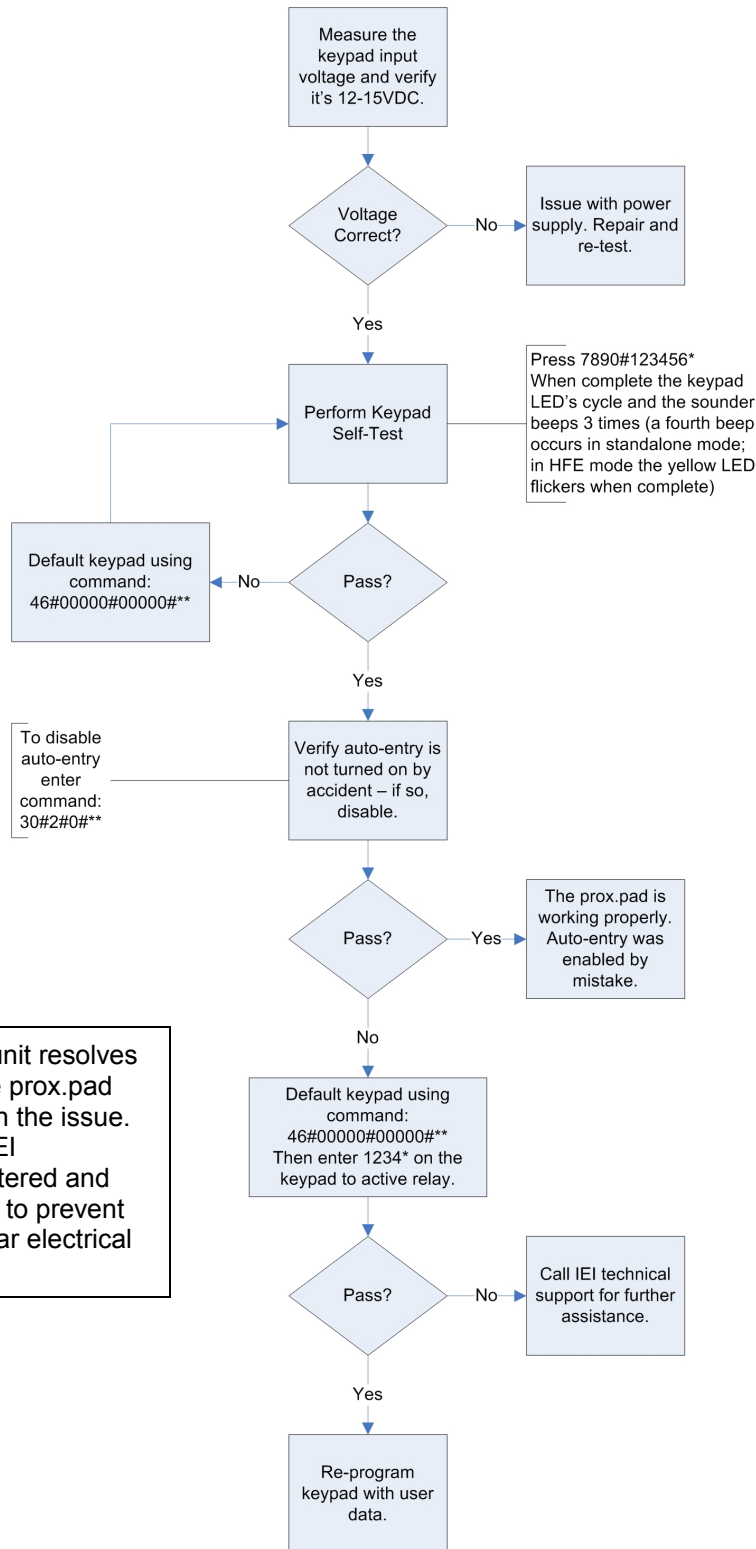 Measure the
keypad input
voltage and verify
it's 12-15VDC.
Voltage
Correct?
No
Issue with power
supply. Repair and
re-test.
Yes
Perform Keypad
Self-Test
Press 7890#123456*
When complete the keypad
LED's cycle and the sounder
beeps 3 times (a fourth beep
occurs in standalone mode;
in HFE mode the yellow LED
flickers when complete)
Default keypad using
command:
46#00000#00000#**
No
Pass?
Yes
To disable
auto-entry
enter
command:
30#2#0#**
Verify auto-entry is
not turned on by
accident – if so,
disable.
Pass?
Yes
The prox.pad is
working properly.
Auto-entry was
enabled by
mistake.
No
unit resolves
prox.pad
the issue.
and
to prevent
electrical
Default keypad using
command:
46#00000#00000#**
Then enter 1234* on the
keypad to active relay.
Pass?
No
Call IEI technical
support for further
assistance.
Yes
Re-program
keypad with user
data.